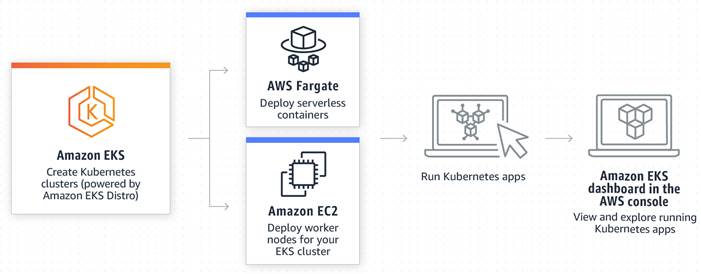 K
Amazon EKS
Create Kubernetes
clusters (powered by
Amazon EKS Distro)
AWS Fargate
Deploy serverless
containers
Amazon EC2
Deploy worker
nodes for your
EKS cluster
Run Kubernetes apps
Amazon EKS
dashboard in the
AWS console
View and explore running
Kubernetes apps